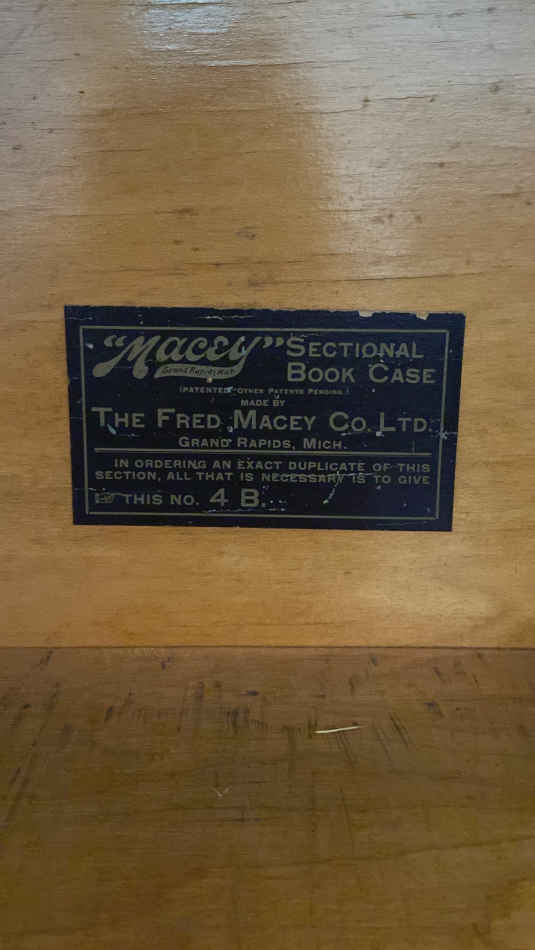 "Macey" SECTIONAL
Grand Rapids Mich.
BOOK CASE
(PATENTED-OTHER PATENTS PENDING.)
MADE BY
THE FRED MACEY CO. LTD.
GRAND RAPIDS, MICH.
IN ORDERING AN EXACT DUPLICATE OF THIS
SECTION, ALL THAT IS NECESSARY IS TO GIVE
THIS NO. 4 B.